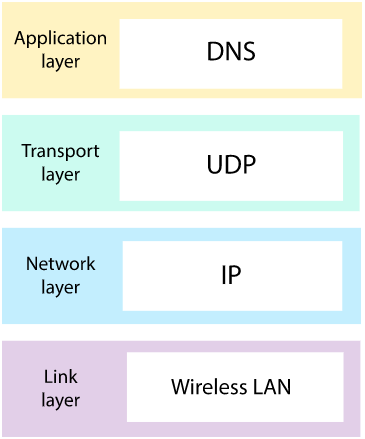 Application
layer
DNS
Transport
layer
UDP
Network
layer
IP
Link
layer
Wireless LAN